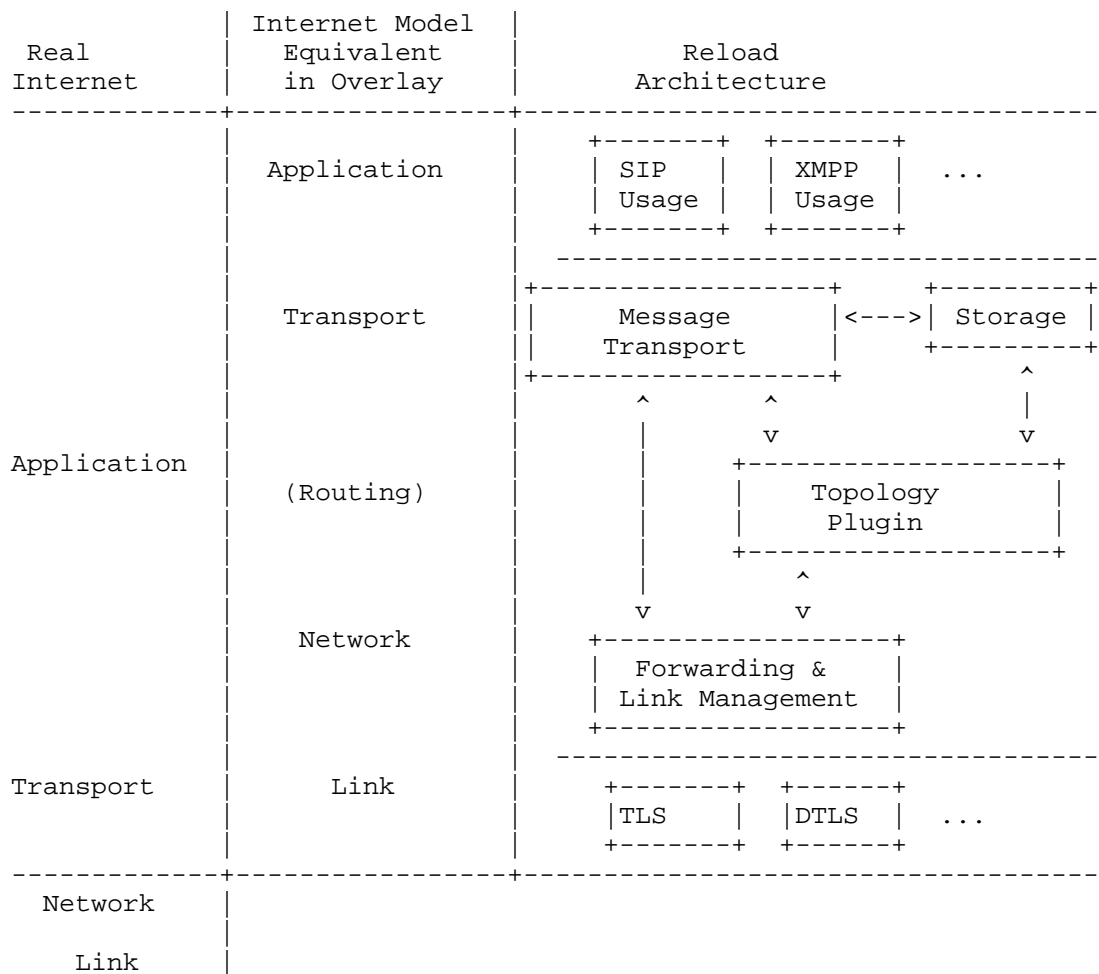 Internet Model
Real Equivalent Reload
Internet in Overlay Architecture
Application SIP XMPP ...
Usage Usage
Transport Message <---> Storage
Transport
Application
(Routing) Topology
Plugin
Network Forwarding &
Link Management
Transport Link TLS DTLS ...
Network
Link